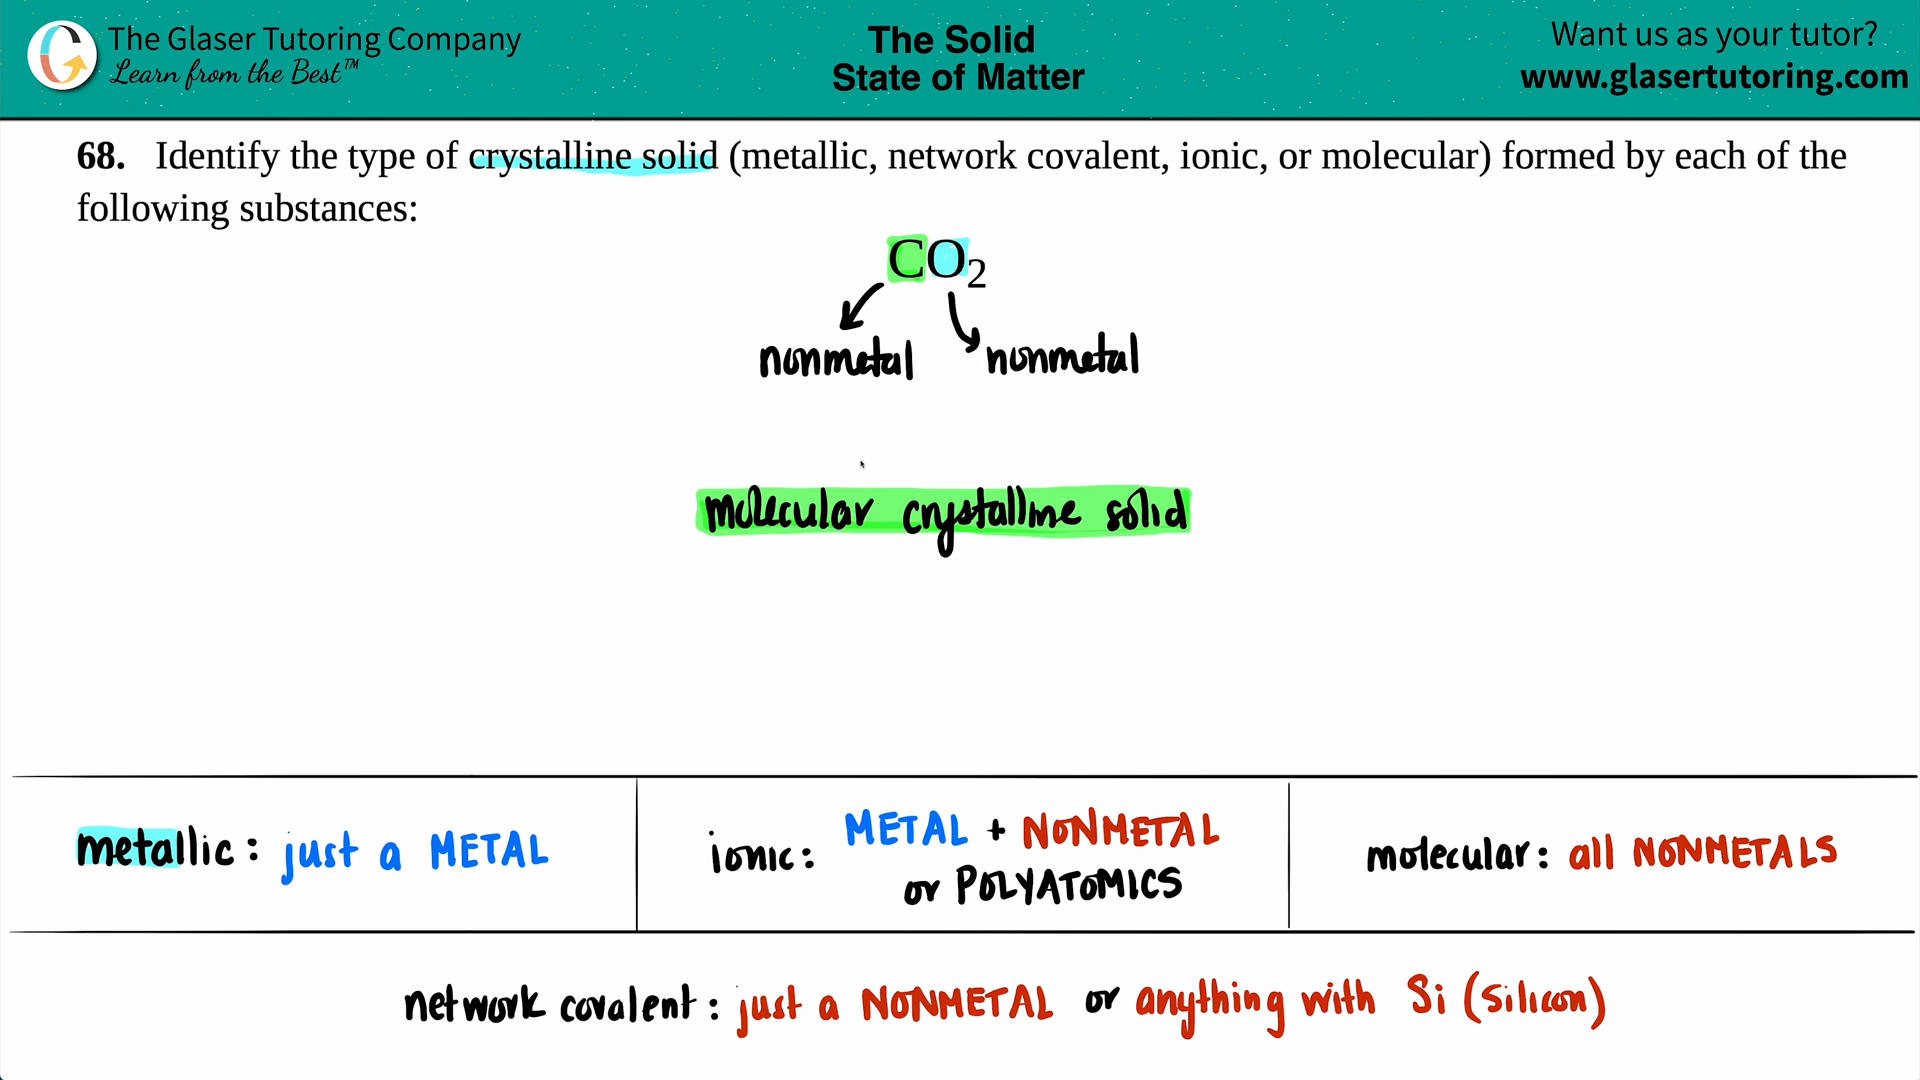 The Glaser Tutoring Company
Learn from the Best™
The Solid
State of Matter
Want us as your tutor?
www.glasertutoring.com
68. Identify the type of crystalline solid (metallic, network covalent, ionic, or molecular) formed by each of the
following substances:
CO₂
nonmetal nonmetal
molecular crystalline solid
metallic: just a METAL
ionic: METAL + NONMETAL
or POLYATOMICS
molecular: all NONMETALS
network covalent: just a NONMETAL or anything with Si (silicon)